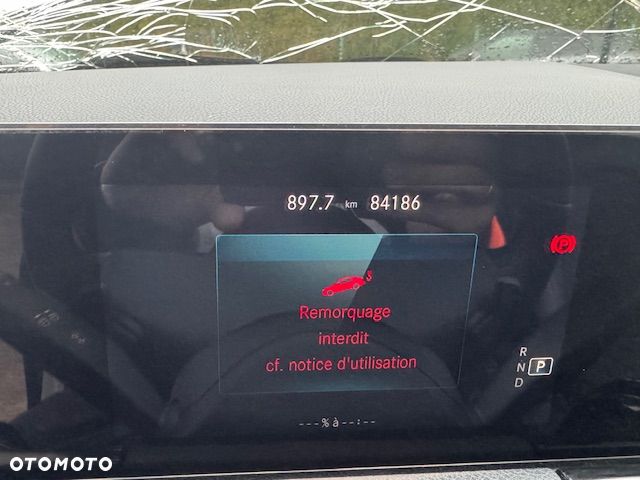 897.7 km 84186
P
Remorquage
interdit
cf. notice d'utilisation
R
N P
D
---%à--:--
OTOMOTO